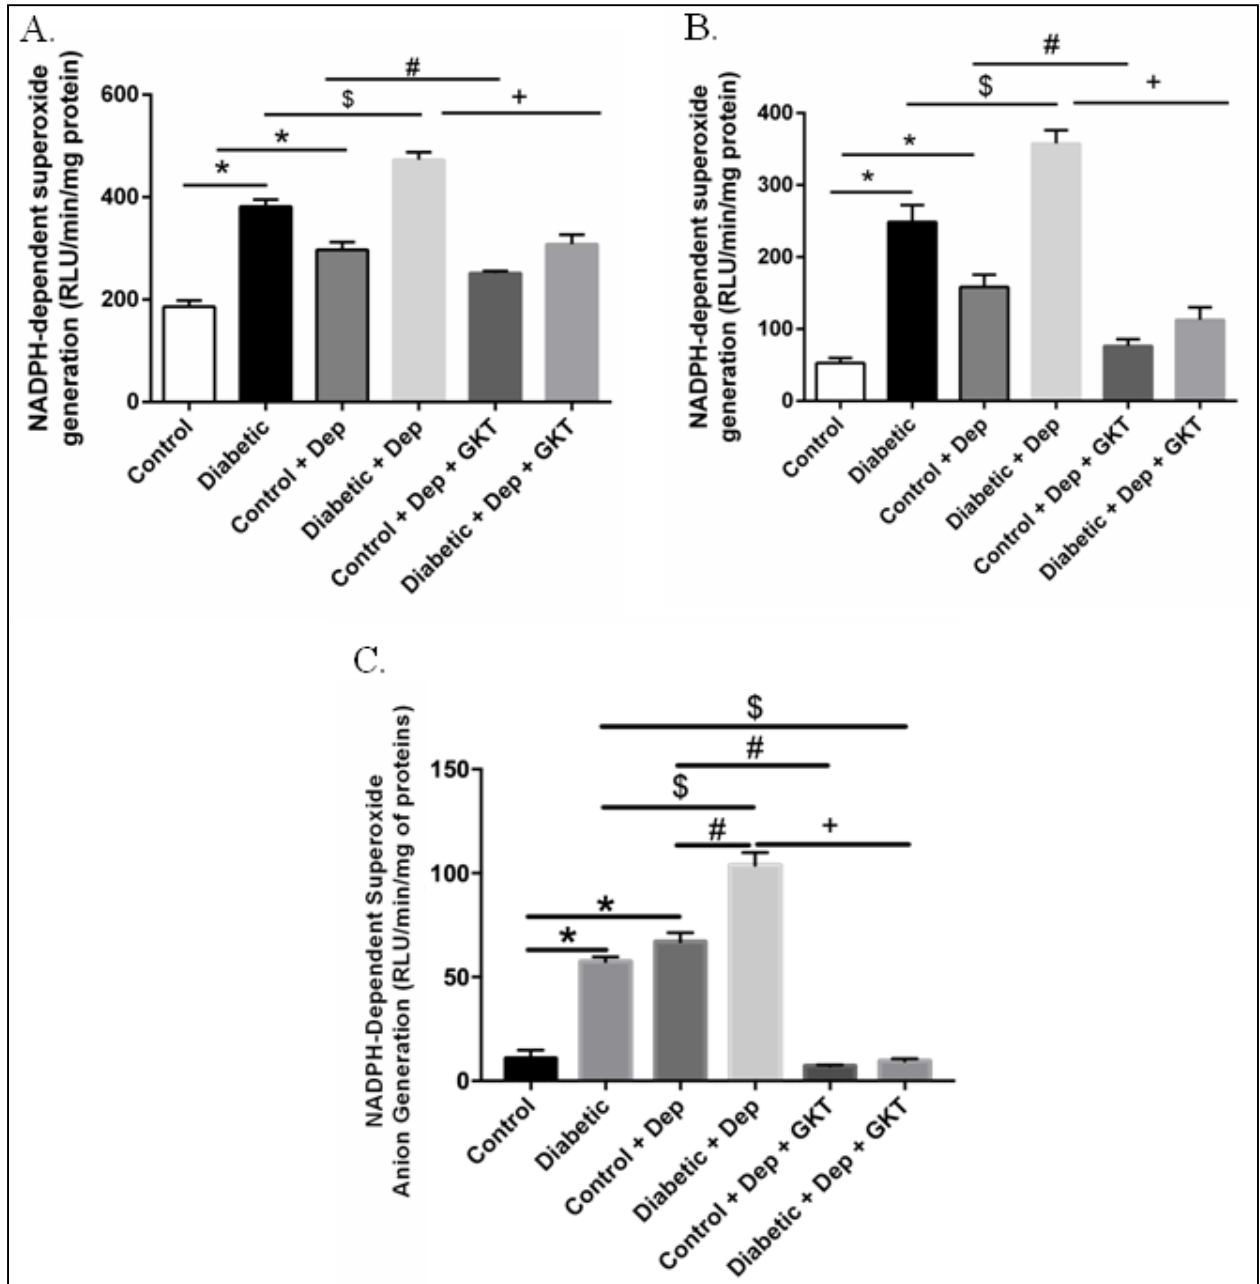 A.
NADPH-dependent superoxide
generation (RLU/min/mg protein)
600
400
200
0
#
$
+
*
*
Control
Diabetic
Control + Dep
Diabetic + Dep
Control + Dep + GKT
Diabetic + Dep + GKT
B.
NADPH-dependent superoxide
generation (RLU/min/mg protein)
400
300
200
100
0
#
$
+
*
*
Control
Diabetic
Control + Dep
Diabetic + Dep
Control + Dep + GKT
Diabetic + Dep + GKT
C.
NADPH-Dependent Superoxide
Anion Generation (RLU/min/mg of proteins)
150
100
50
0
$
#
$
#
+
*
*
Control
Diabetic
Control + Dep
Diabetic + Dep
Control + Dep + GKT
Diabetic + Dep + GKT